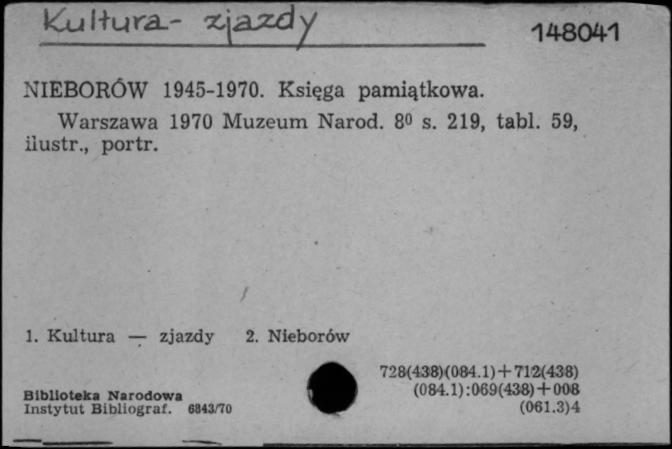 Kultura - zjazdy
148041
NIEBORÓW 1945-1970. Księga pamiątkowa.
Warszawa 1970 Muzeum Narod. 8⁰ s. 219, tabl. 59,
ilustr., portr.
1. Kultura — zjazdy 2. Nieborów
728(438)(084.1)+712(438)
(084.1):069(438)+008
(061.3)4
Biblioteka Narodowa
Instytut Bibliograf. 6843/70